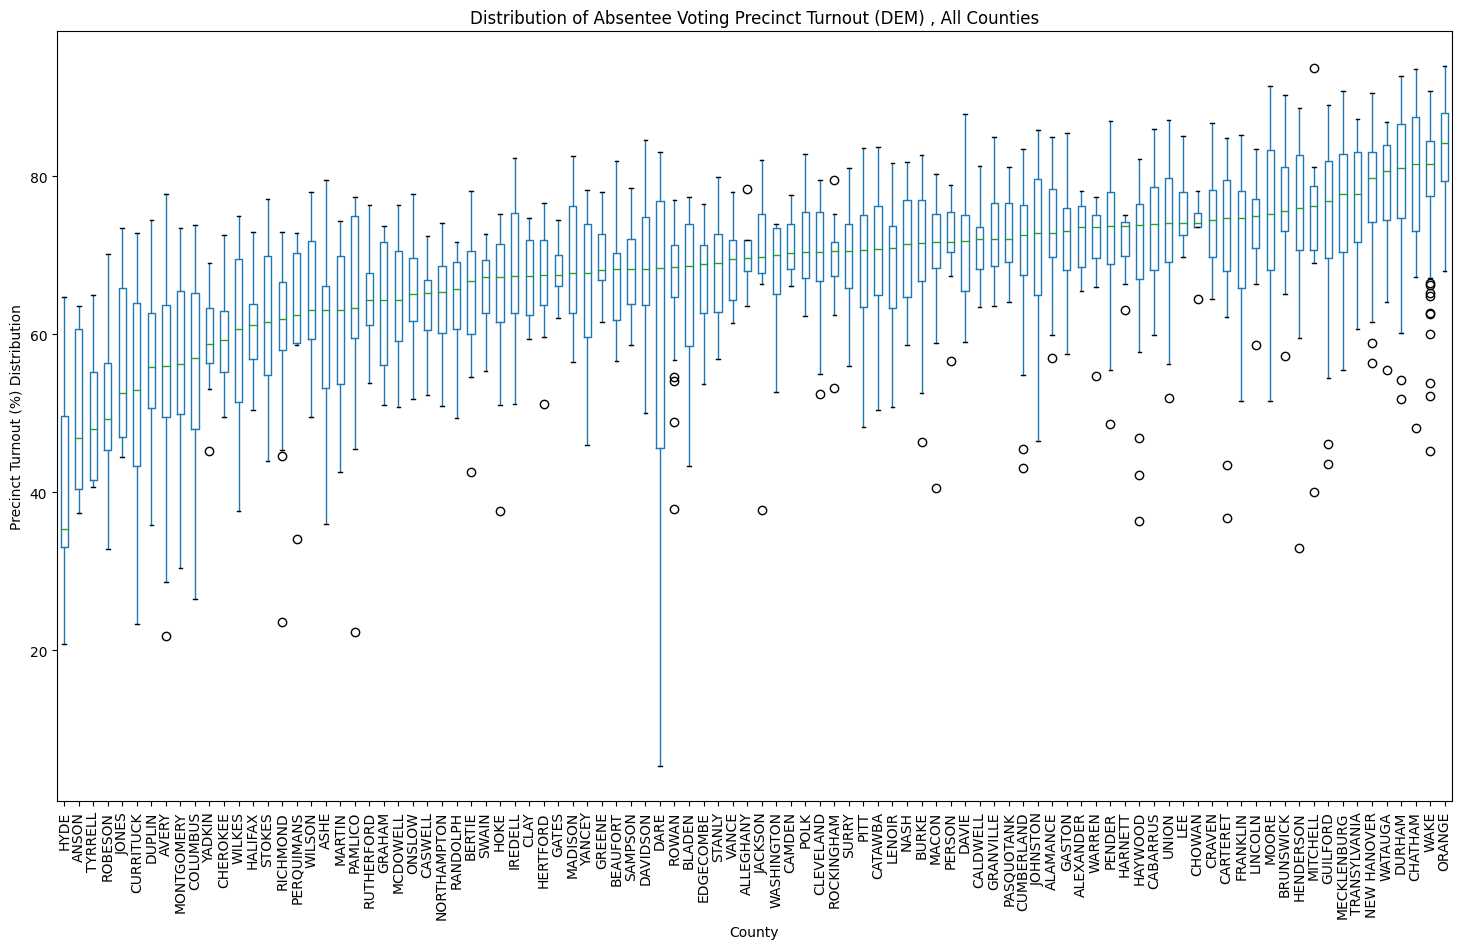 Distribution of Absentee Voting Precinct Turnout (DEM) , All Counties
Precinct Turnout (%) Distribution
80
60
40
20
HYDE
ANSON
TYRRELL
ROBESON
JONES
CURRITUCK
DUPLIN
AVERY
MONTGOMERY
COLUMBUS
YADKIN
CHEROKEE
WILKES
HALIFAX
STOKES
RICHMOND
PERQUIMANS
WILSON
ASHE
MARTIN
PAMLICO
RUTHERFORD
GRAHAM
MCDOWELL
ONSLOW
CASWELL
NORTHAMPTON
RANDOLPH
BERTIE
SWAIN
HOKE
IREDELL
CLAY
HERTFORD
GATES
MADISON
YANCEY
GREENE
BEAUFORT
SAMPSON
DAVIDSON
DARE
ROWAN
BLADEN
EDGECOMBE
STANLY
VANCE
ALLEGHANY
JACKSON
WASHINGTON
CAMDEN
POLK
CLEVELAND
ROCKINGHAM
SURRY
PITT
CATAWBA
LENOIR
NASH
BURKE
MACON
PERSON
DAVIE
CALDWELL
GRANVILLE
PASQUOTANK
CUMBERLAND
JOHNSTON
ALAMANCE
GASTON
ALEXANDER
WARREN
PENDER
HARNETT
HAYWOOD
CABARRUS
UNION
LEE
CHOWAN
CRAVEN
CARTERET
FRANKLIN
LINCOLN
MOORE
BRUNSWICK
HENDERSON
MITCHELL
GUILFORD
MECKLENBURG
TRANSYLVANIA
NEW HANOVER
WATAUGA
DURHAM
CHATHAM
WAKE
ORANGE
County